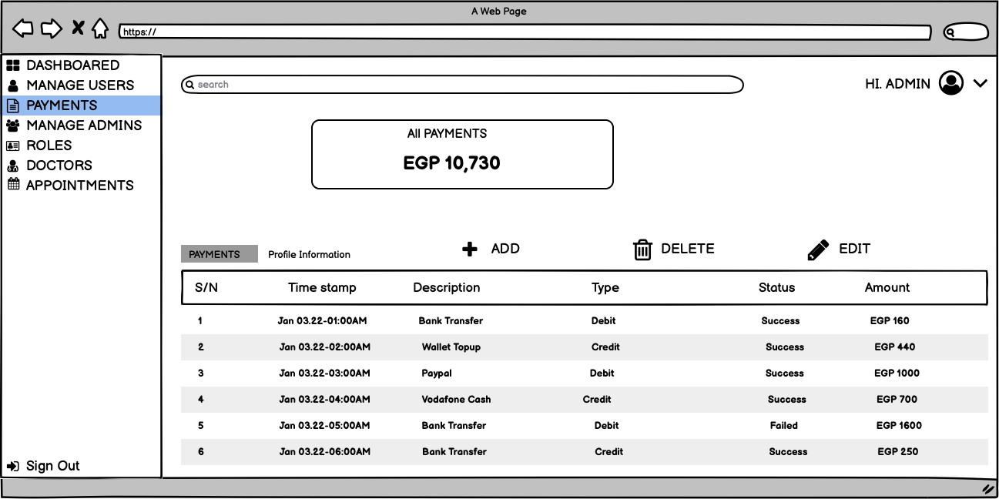 A Web Page
https://
DASHBOARED
MANAGE USERS
PAYMENTS
MANAGE ADMINS
ROLES
DOCTORS
APPOINTMENTS
Sign Out
search
HI. ADMIN
All PAYMENTS
EGP 10,730
PAYMENTS Profile Information ADD DELETE EDIT
S/N Time stamp Description Type Status Amount
1 Jan 03.22-01:00AM Bank Transfer Debit Success EGP 160
2 Jan 03.22-02:00AM Wallet Topup Credit Success EGP 440
3 Jan 03.22-03:00AM Paypal Debit Success EGP 1000
4 Jan 03.22-04:00AM Vodafone Cash Credit Success EGP 700
5 Jan 03.22-05:00AM Bank Transfer Debit Failed EGP 1600
6 Jan 03.22-06:00AM Bank Transfer Credit Success EGP 250